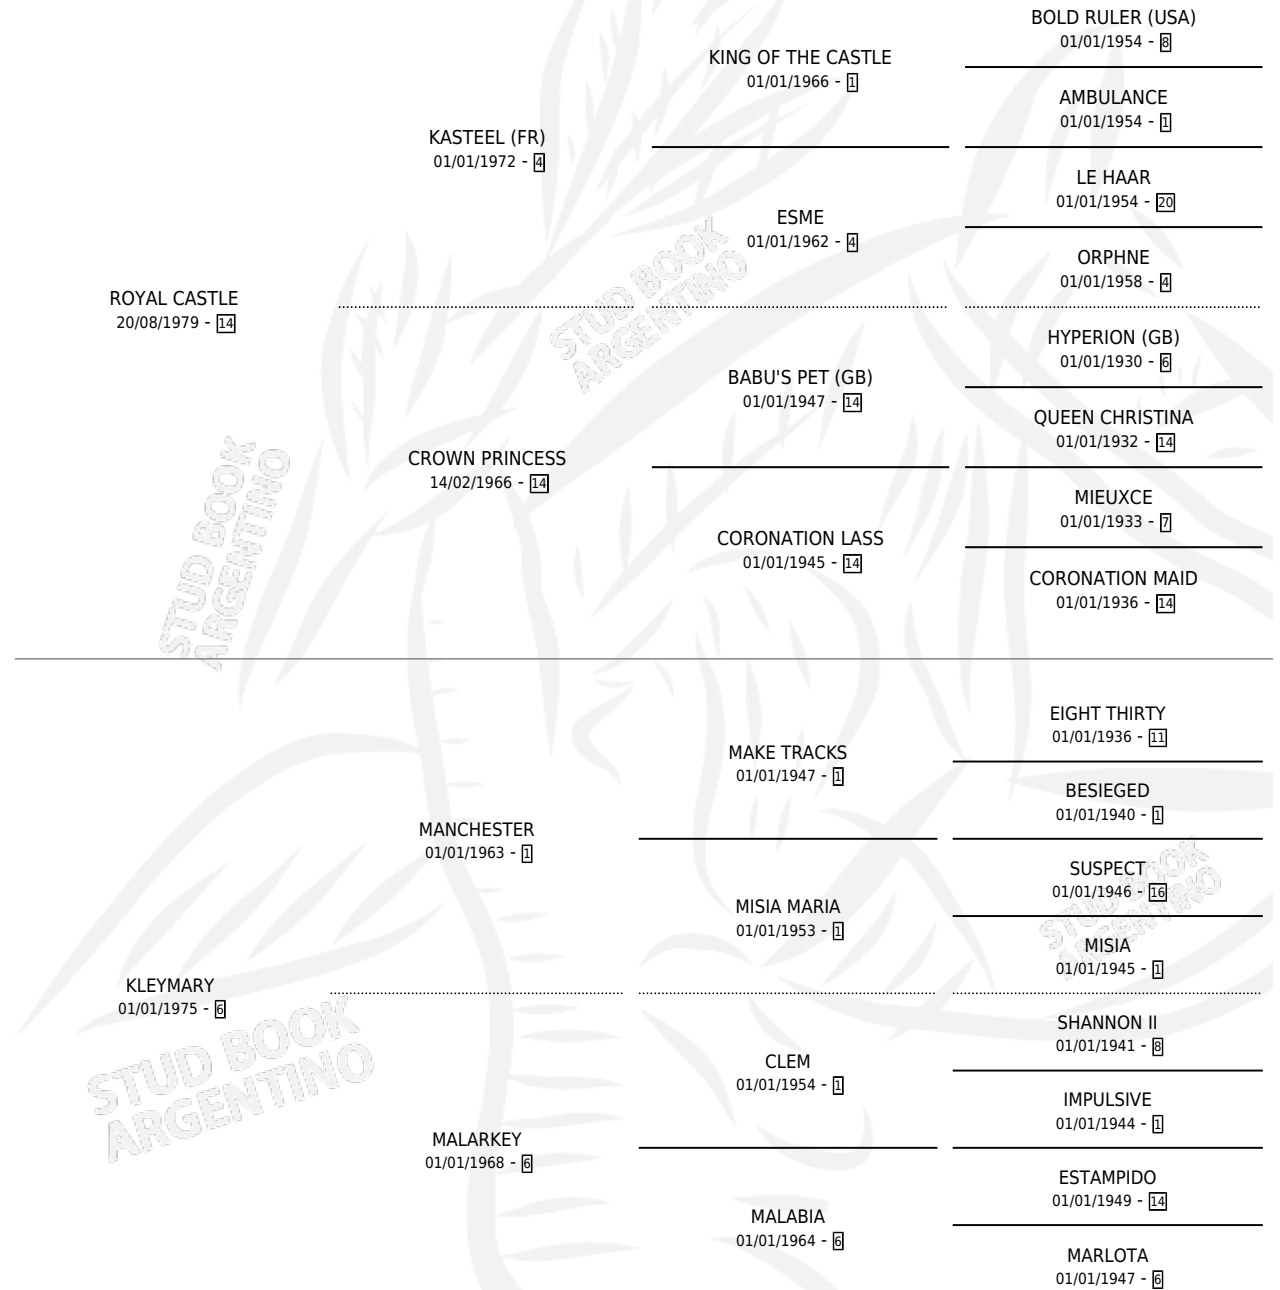 BOLD RULER (USA)
01/01/1954 - 8
KING OF THE CASTLE
01/01/1966 - 1
AMBULANCE
01/01/1954 - 1
KASTEEL (FR)
01/01/1972 - 4
LE HAAR
01/01/1954 - 20
ESME
01/01/1962 - 4
ORPHNE
01/01/1958 - 4
ROYAL CASTLE
20/08/1979 - 14
HYPERION (GB)
01/01/1930 - 6
BABU'S PET (GB)
01/01/1947 - 14
QUEEN CHRISTINA
01/01/1932 - 14
CROWN PRINCESS
14/02/1966 - 14
MIEUXCE
01/01/1933 - 7
CORONATION LASS
01/01/1945 - 14
CORONATION MAID
01/01/1936 - 14
EIGHT THIRTY
01/01/1936 - 11
MAKE TRACKS
01/01/1947 - 1
BESIEGED
01/01/1940 - 1
MANCHESTER
01/01/1963 - 1
SUSPECT
01/01/1946 - 16
MISIA MARIA
01/01/1953 - 1
MISIA
01/01/1945 - 1
KLEYMARY
01/01/1975 - 6
SHANNON II
01/01/1941 - 8
CLEM
01/01/1954 - 1
IMPULSIVE
01/01/1944 - 1
MALARKEY
01/01/1968 - 6
ESTAMPIDO
01/01/1949 - 14
MALABIA
01/01/1964 - 6
MARLOTA
01/01/1947 - 6
STUD BOOK
ARGENTINO
STUD BOOK
ARGENTINO
STUD BOOK
ARGENTINO
STUD BOOK
ARGENTINO